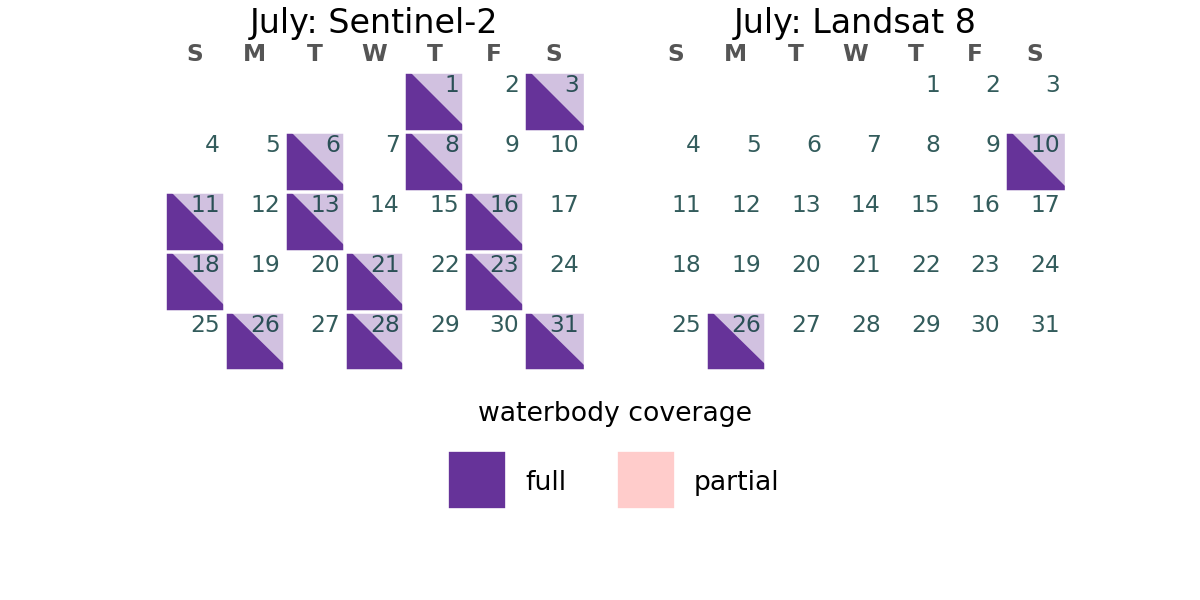 July: Sentinel-2
S M T W T F S
1 2 3
4 5 6 7 8 9 10
11 12 13 14 15 16 17
18 19 20 21 22 23 24
25 26 27 28 29 30 31
July: Landsat 8
S M T W T F S
1 2 3
4 5 6 7 8 9 10
11 12 13 14 15 16 17
18 19 20 21 22 23 24
25 26 27 28 29 30 31
waterbody coverage
full partial